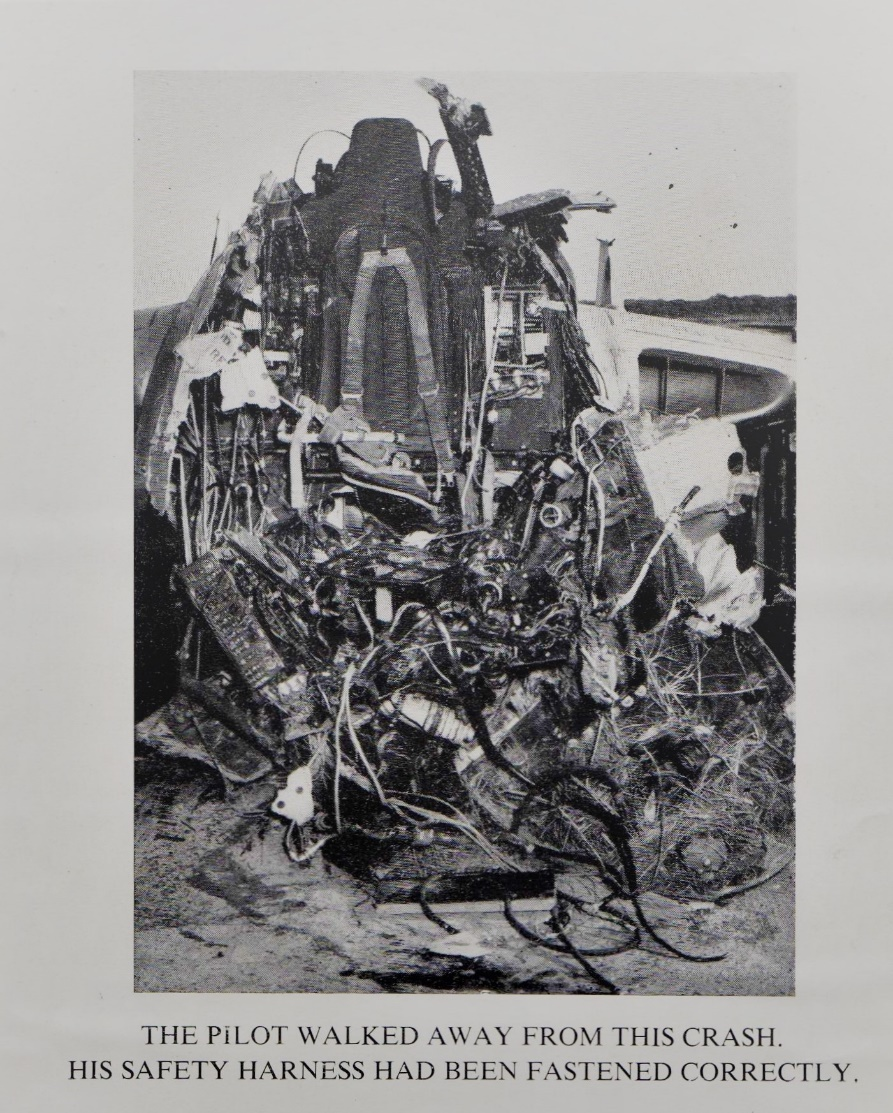 THE PILOT WALKED AWAY FROM THIS CRASH.
HIS SAFETY HARNESS HAD BEEN FASTENED CORRECTLY.